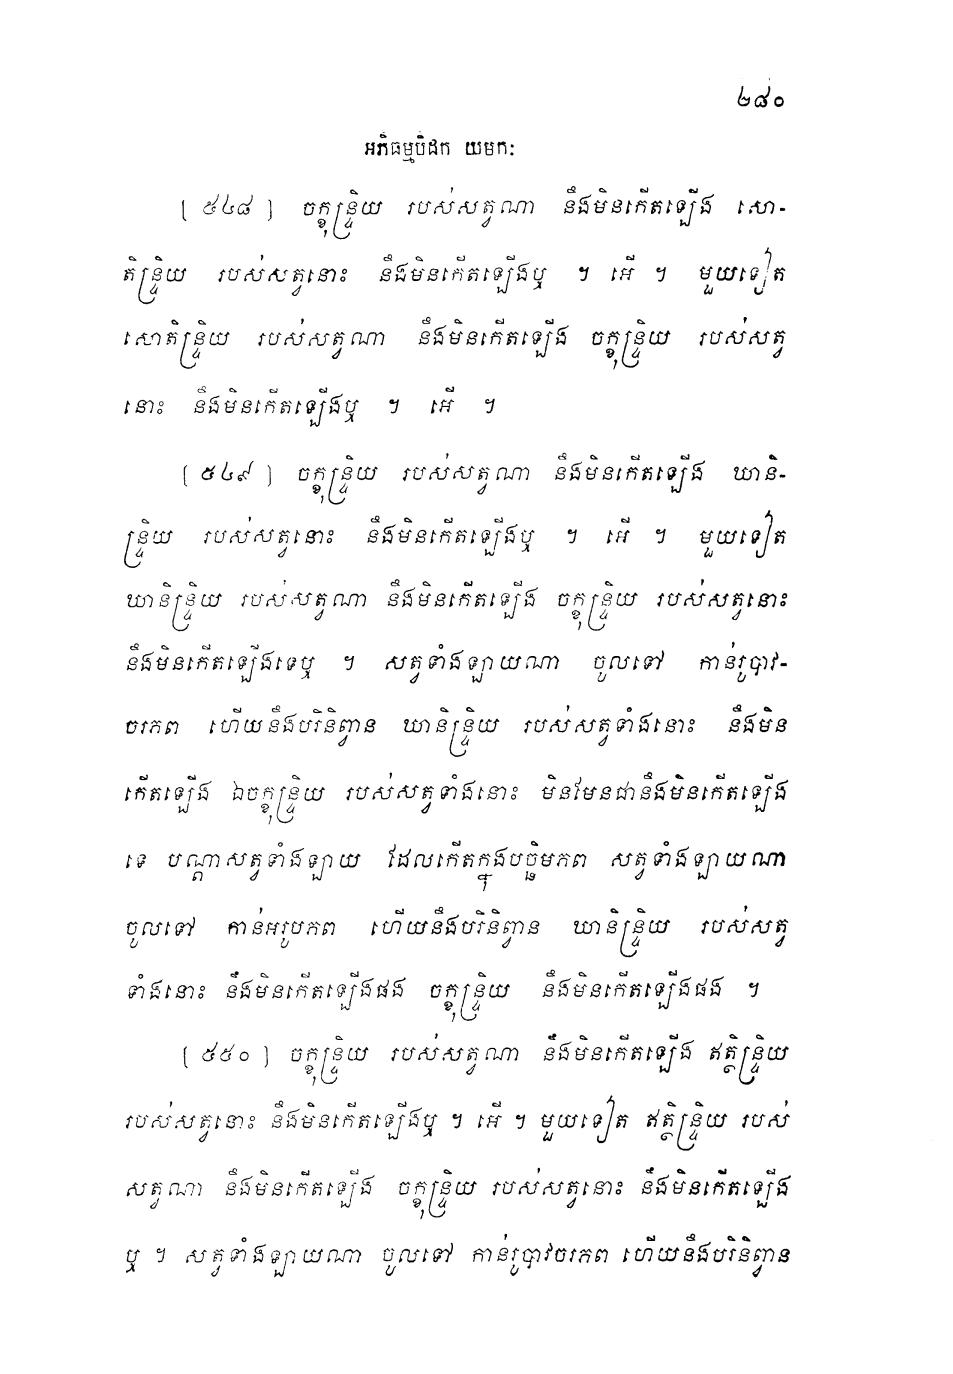 ២៨០
អភិធម្មបិដក យមក:
[ ៥៤៨ ] ចក្ខុន្ទ្រិយ របស់សត្វណា នឹងមិនកើតឡើង សោ-
តិន្ទ្រិយ របស់សត្វនោះ នឹងមិនកើតឡើងឬ ។ អើ ។ មួយទៀត
សោតិន្ទ្រិយ របស់សត្វណា នឹងមិនកើតឡើង ចក្ខុន្ទ្រិយ របស់សត្វ
នោះ នឹងមិនកើតឡើងឬ ។ អើ ។
[ ៥៤៩ ] ចក្ខុន្ទ្រិយ របស់សត្វណា នឹងមិនកើតឡើង ឃានិ-
ន្ទ្រិយ របស់សត្វនោះ នឹងមិនកើតឡើងឬ ។ អើ ។ មួយទៀត
ឃានិន្ទ្រិយ របស់សត្វណា នឹងមិនកើតឡើង ចក្ខុន្ទ្រិយ របស់សត្វនោះ
នឹងមិនកើតឡើងទេឬ ។ សត្វទាំងឡាយណា ចូលទៅ កាន់រូបាវ-
ចរភព ហើយនឹងបរិនិព្វាន ឃានិន្ទ្រិយ របស់សត្វទាំងនោះ នឹងមិន
កើតឡើង ឯចក្ខុន្ទ្រិយ របស់សត្វទាំងនោះ មិនមែនជានឹងមិនកើតឡើង
ទេ បណ្តាសត្វទាំងឡាយ ដែលកើតក្នុងបច្ឆិមភព សត្វទាំងឡាយណា
ចូលទៅ កាន់អរូបភព ហើយនឹងបរិនិព្វាន ឃានិន្ទ្រិយ របស់សត្វ
ទាំងនោះ នឹងមិនកើតឡើងផង ចក្ខុន្ទ្រិយ នឹងមិនកើតឡើងផង ។
[ ៥៥០ ] ចក្ខុន្ទ្រិយ របស់សត្វណា នឹងមិនកើតឡើង ឥត្ថិន្ទ្រិយ
របស់សត្វនោះ នឹងមិនកើតឡើងឬ ។ អើ ។ មួយទៀត ឥត្ថិន្ទ្រិយ របស់
សត្វណា នឹងមិនកើតឡើង ចក្ខុន្ទ្រិយ របស់សត្វនោះ នឹងមិនកើតឡើង
ឬ ។ សត្វទាំងឡាយណា ចូលទៅ កាន់រូបាវចរភព ហើយនឹងបរិនិព្វាន